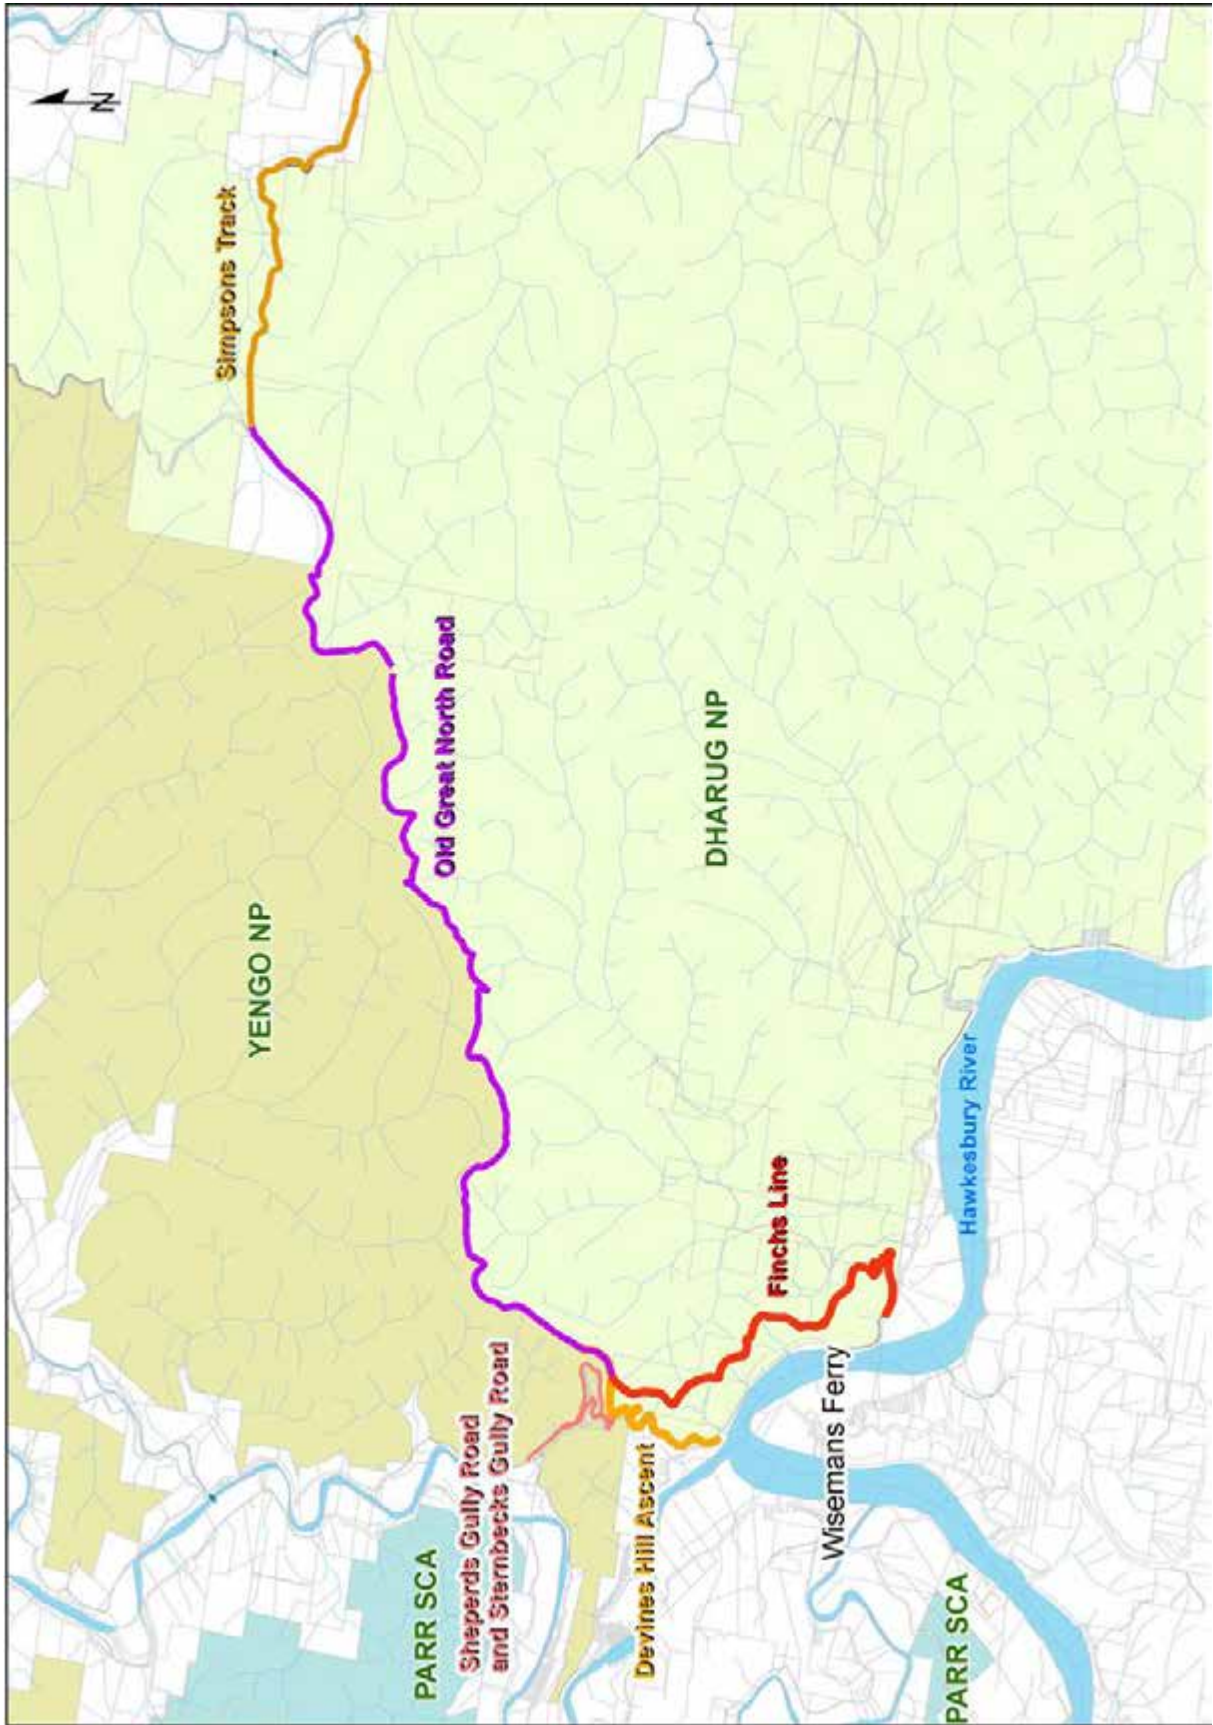 N
Simpsons Track
Old Great North Road
YENGO NP
DHARUG NP
Hawkesbury River
Finchs Line
Sheperds Gully Road
and Sternbecks Gully Road
Wisemans Ferry
Devines Hill Ascent
PARR SCA
PARR SCA